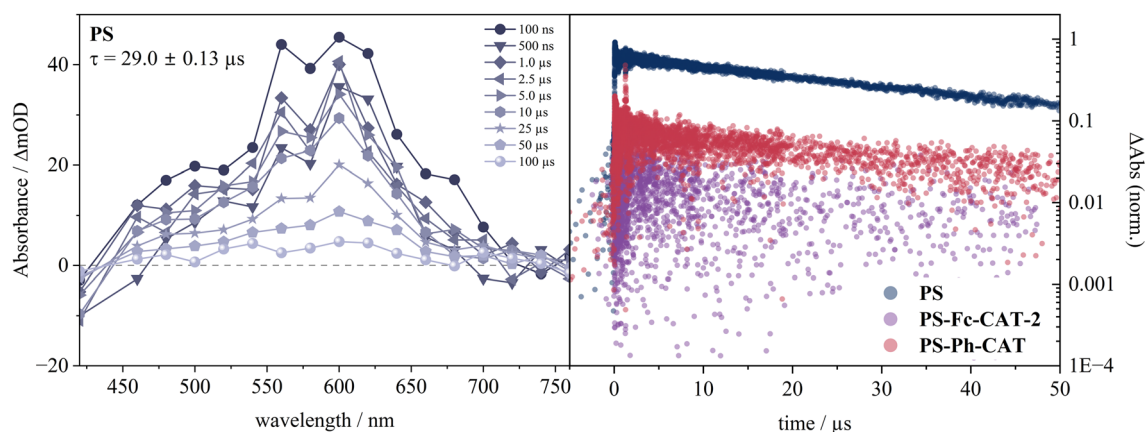 PS
τ = 29.0 ± 0.13 µs
Absorbance / ΔmOD
40
20
0
−20
450
500
550
600
650
700
750
wavelength / nm
100 ns
500 ns
1.0 µs
2.5 µs
5.0 µs
10 µs
25 µs
50 µs
100 µs
PS
PS-Fc-CAT-2
PS-Ph-CAT
0
10
20
30
40
50
time / µs
1
0.1
0.01
0.001
1E−4
ΔAbs (norm.)